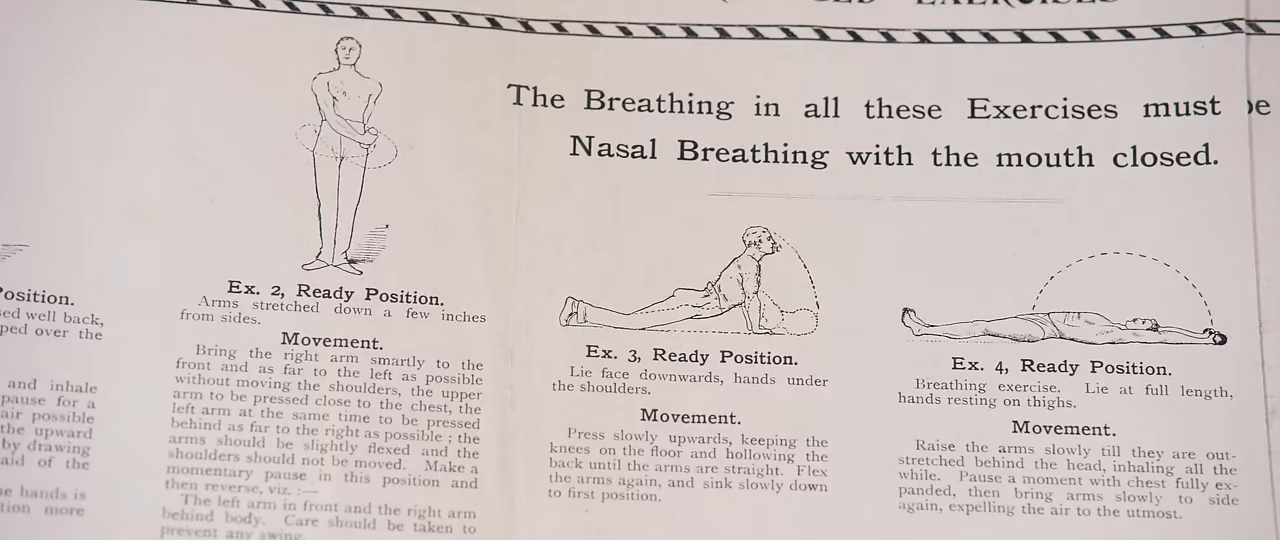 EXERCISES
The Breathing in all these Exercises must be
Nasal Breathing with the mouth closed.
Position.
sed well back,
ped over the
and inhale
pause for a
air possible
the upward
by drawing
aid of the
he hands is
tion more
Ex. 2, Ready Position.
Arms stretched down a few inches
from sides.
Movement.
Bring the right arm smartly to the
front and as far to the left as possible
without moving the shoulders, the upper
arm to be pressed close to the chest, the
left arm at the same time to be pressed
behind as far to the right as possible ; the
arms should be slightly flexed and the
shoulders should not be moved. Make a
momentary pause in this position and
then reverse, viz. :—
The left arm in front and the right arm
behind body. Care should be taken to
prevent any swing.
Ex. 3, Ready Position.
Lie face downwards, hands under
the shoulders.
Movement.
Press slowly upwards, keeping the
knees on the floor and hollowing the
back until the arms are straight. Flex
the arms again, and sink slowly down
to first position.
Ex. 4, Ready Position.
Breathing exercise. Lie at full length,
hands resting on thighs.
Movement.
Raise the arms slowly till they are out-
stretched behind the head, inhaling all the
while. Pause a moment with chest fully ex-
panded, then bring arms slowly to side
again, expelling the air to the utmost.